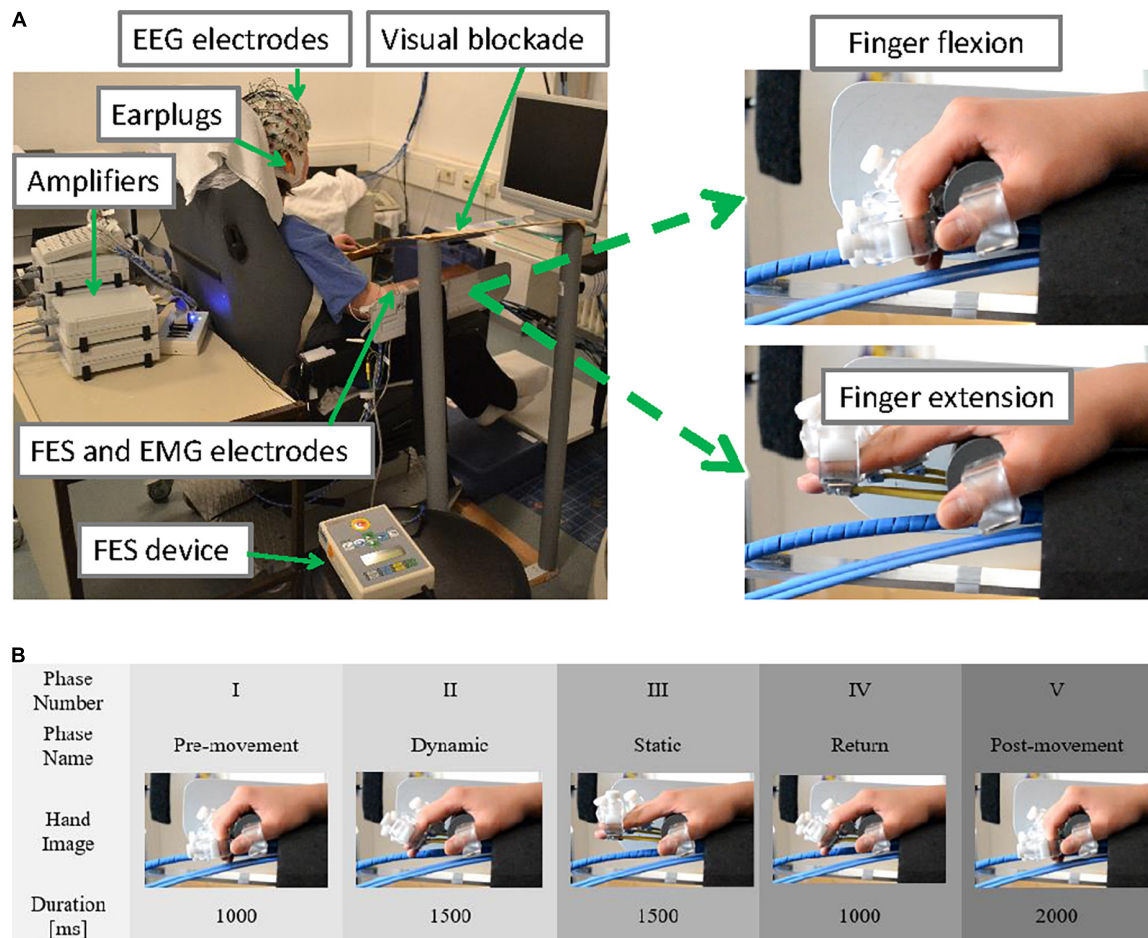 A
EEG electrodes
Visual blockade
Finger flexion
Earplugs
Amplifiers
Finger extension
FES and EMG electrodes
FES device
B
Phase
Number
I
II
III
IV
V
Phase
Name
Pre-movement
Dynamic
Static
Return
Post-movement
Hand
Image
Duration
[ms]
1000
1500
1500
1000
2000